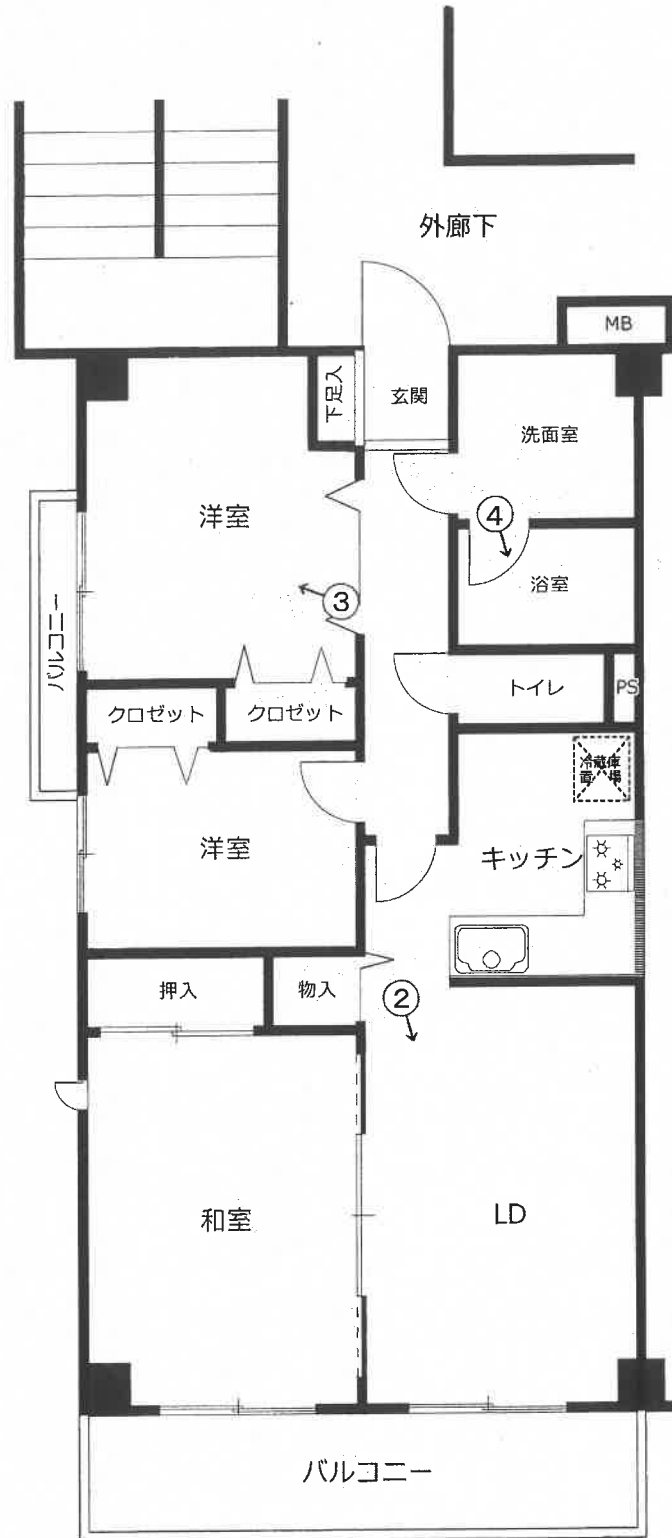 外廊下
MB
下足入
玄関
洗面室
洋室
④
③
浴室
バルコニー
トイレ
PS
クロゼット
クロゼット
冷蔵庫
置場
洋室
キッチン
押入
物入
②
和室
LD
バルコニー